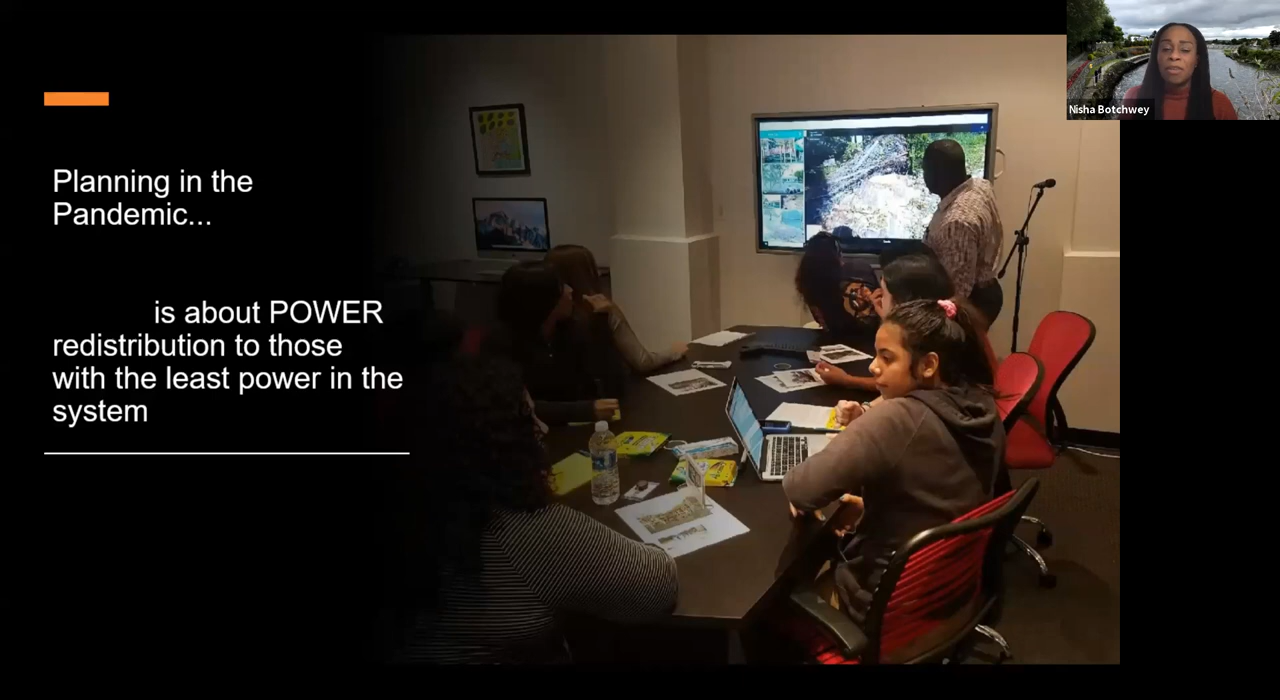 Nisha Botchwey
Planning in the
Pandemic...
is about POWER
redistribution to those
with the least power in the
system